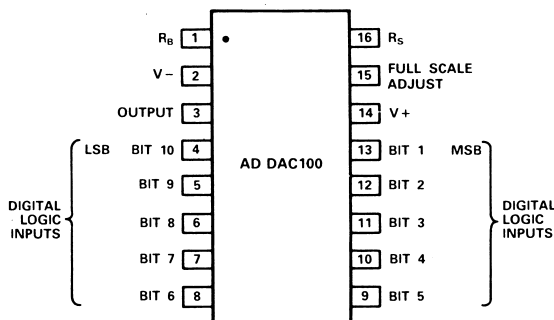 RB 1
16 RS
V- 2
15 FULL SCALE
ADJUST
OUTPUT 3
14 V+
LSB BIT 10 4
AD DAC100
13 BIT 1 MSB
BIT 9 5
12 BIT 2
DIGITAL
LOGIC
INPUTS
BIT 8 6
11 BIT 3
DIGITAL
LOGIC
INPUTS
BIT 7 7
10 BIT 4
BIT 6 8
9 BIT 5